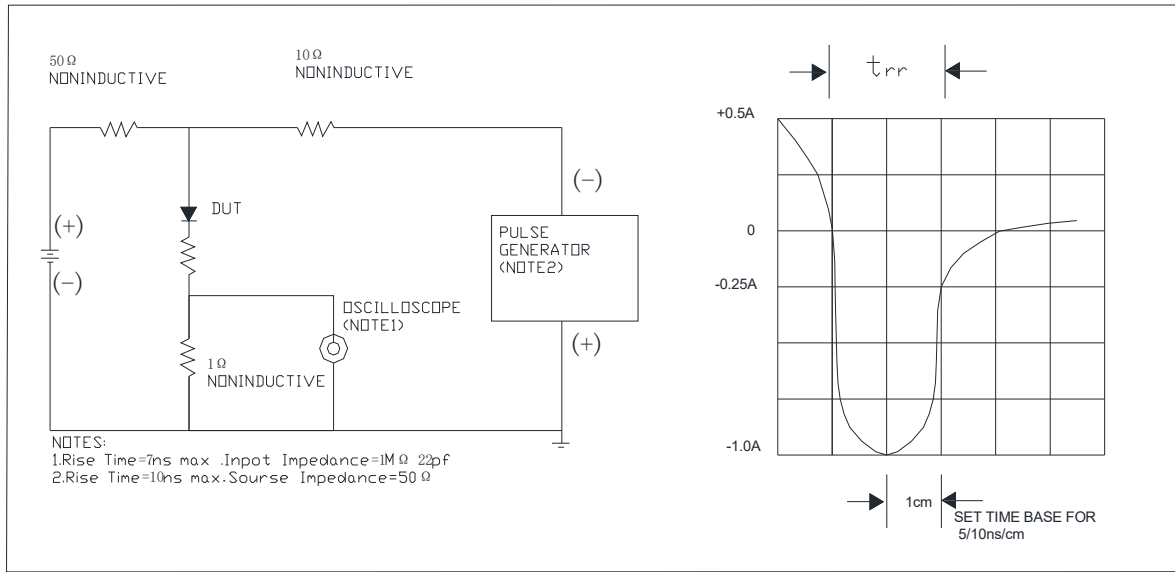 50Ω
NONINDUCTIVE
10Ω
NONINDUCTIVE
(+)
(-)
DUT
1Ω
NONINDUCTIVE
OSCILLOSCOPE
(NOTE1)
(-)
PULSE
GENERATOR
(NOTE2)
(+)
NOTES:
1.Rise Time=7ns max .Inpot Impedance=1MΩ 22pf
2.Rise Time=10ns max.Sourse Impedance=50Ω
trr
+0.5A
0
-0.25A
-1.0A
1cm
SET TIME BASE FOR
5/10ns/cm